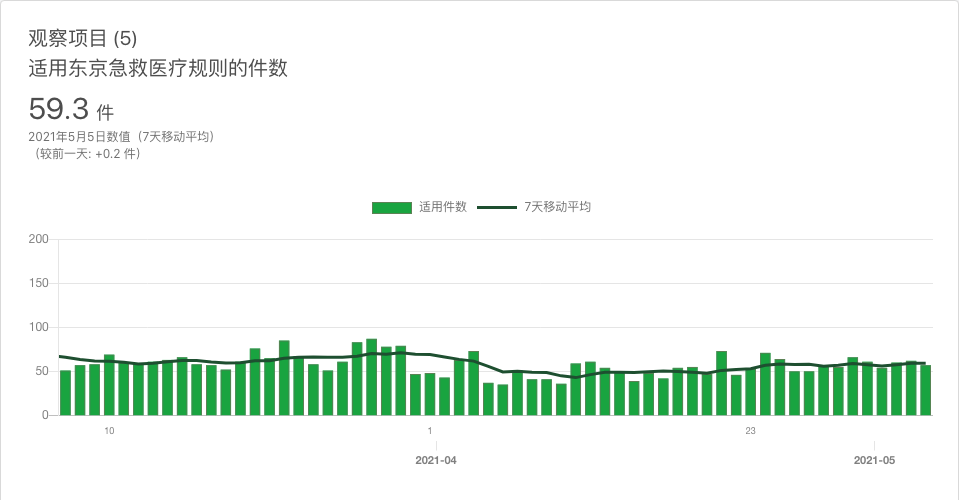 观察项目 (5)
适用东京急救医疗规则的件数
59.3 件
2021年5月5日数值（7天移动平均）
（较前一天: +0.2 件）
适用件数 7天移动平均
200
150
100
50
0
10 1 23
2021-04 2021-05